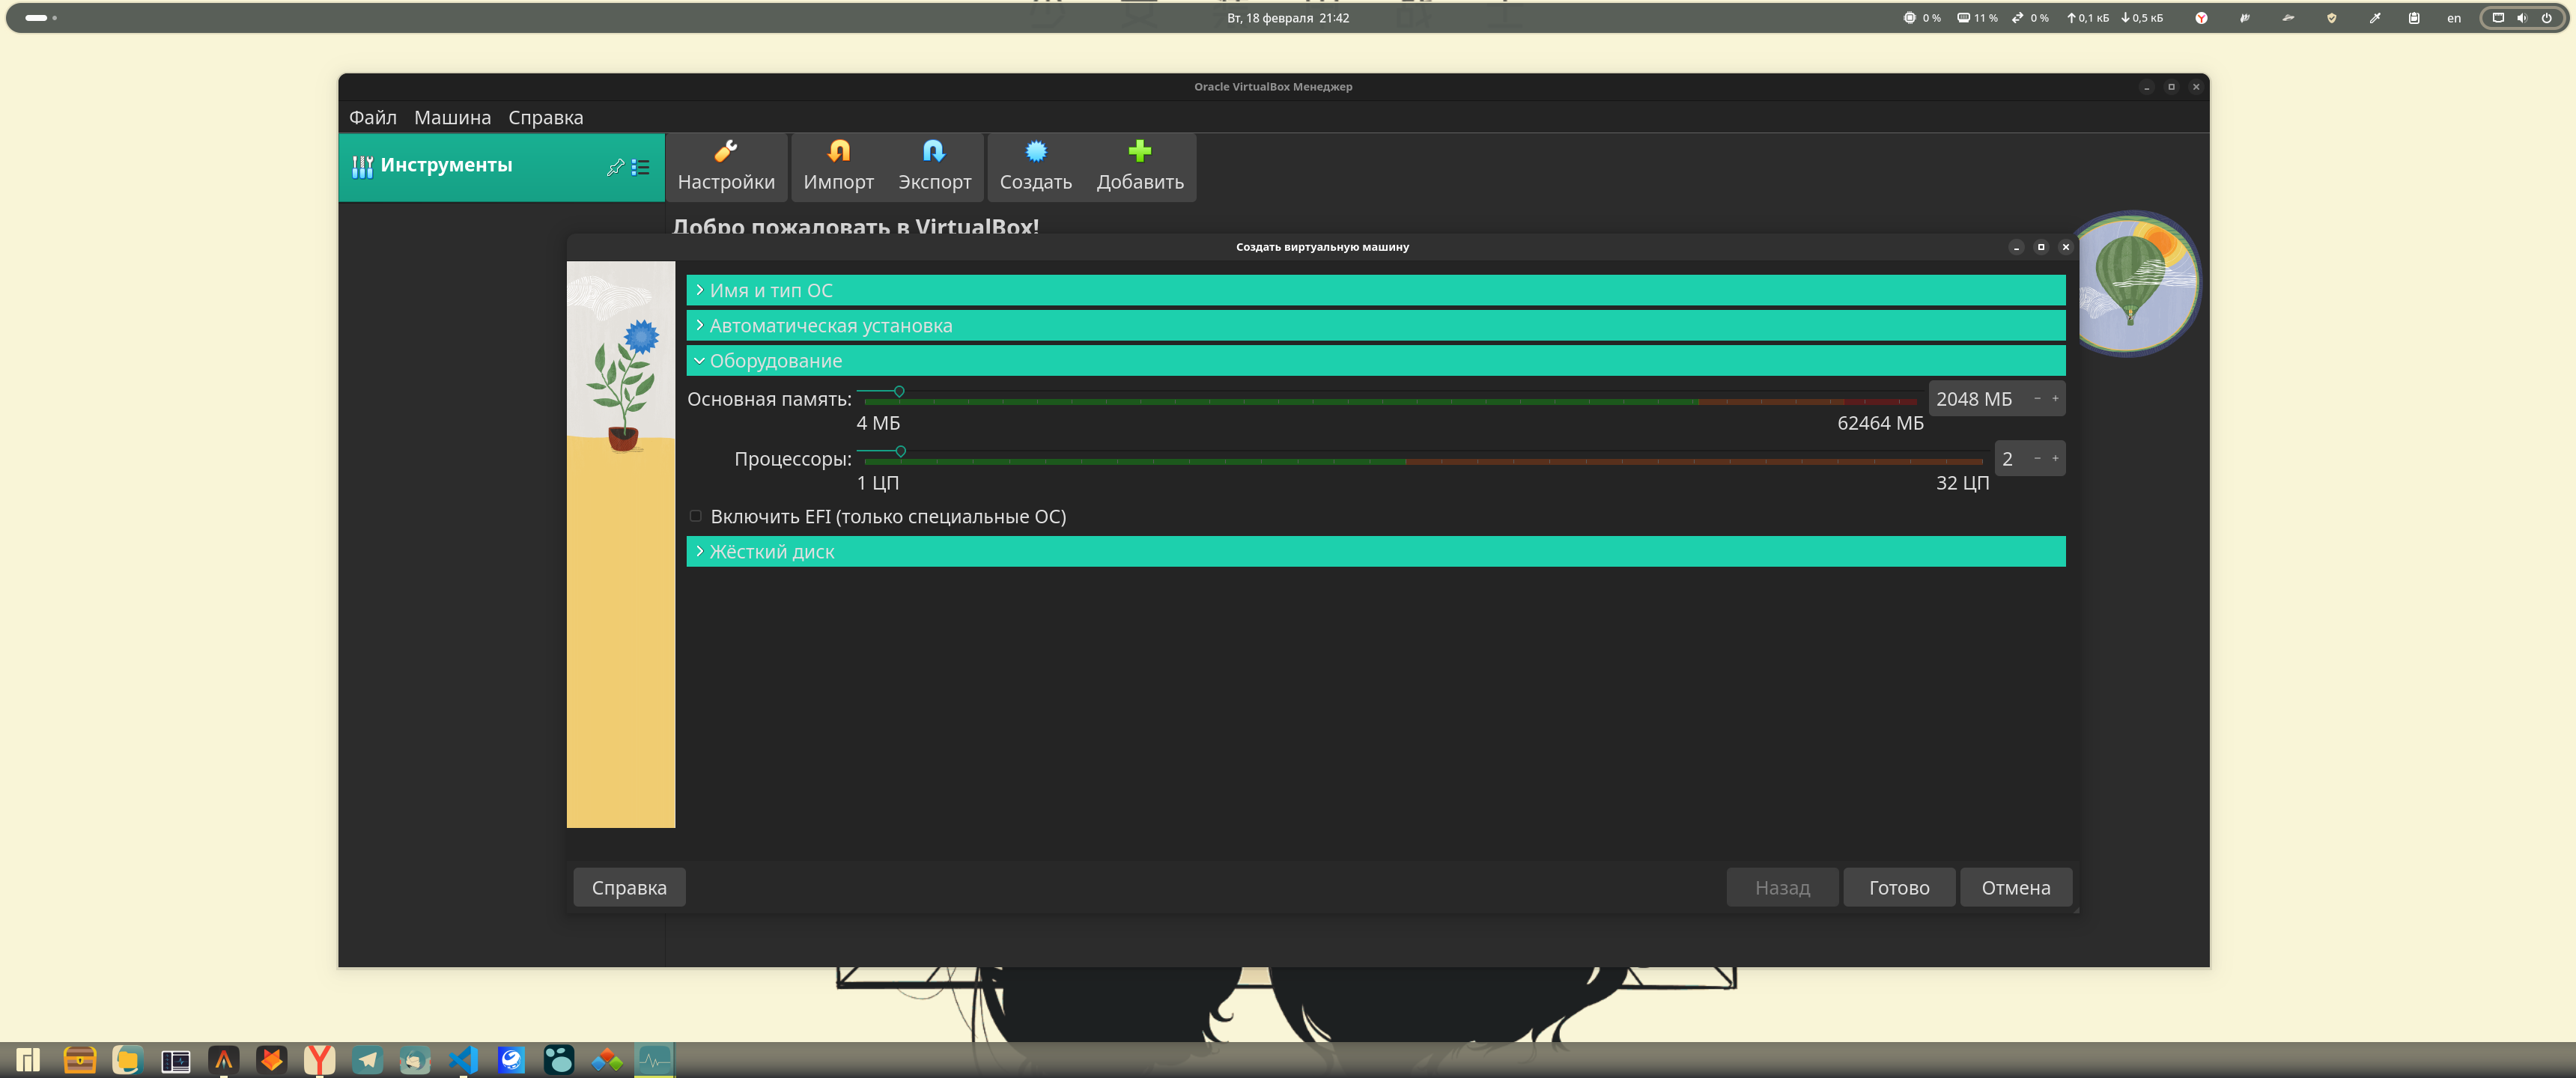 Вт, 18 февраля 21:42
0 % 11 % 0 % 0,1 кБ 0,5 кБ en
Oracle VirtualBox Менеджер
Файл Машина Справка
Инструменты
Настройки Импорт Экспорт Создать Добавить
Добро пожаловать в VirtualBox!
Создать виртуальную машину
Имя и тип ОС
Автоматическая установка
Оборудование
Основная память: 2048 МБ
4 МБ 62464 МБ
Процессоры: 2
1 ЦП 32 ЦП
Включить EFI (только специальные ОС)
Жёсткий диск
Справка Назад Готово Отмена